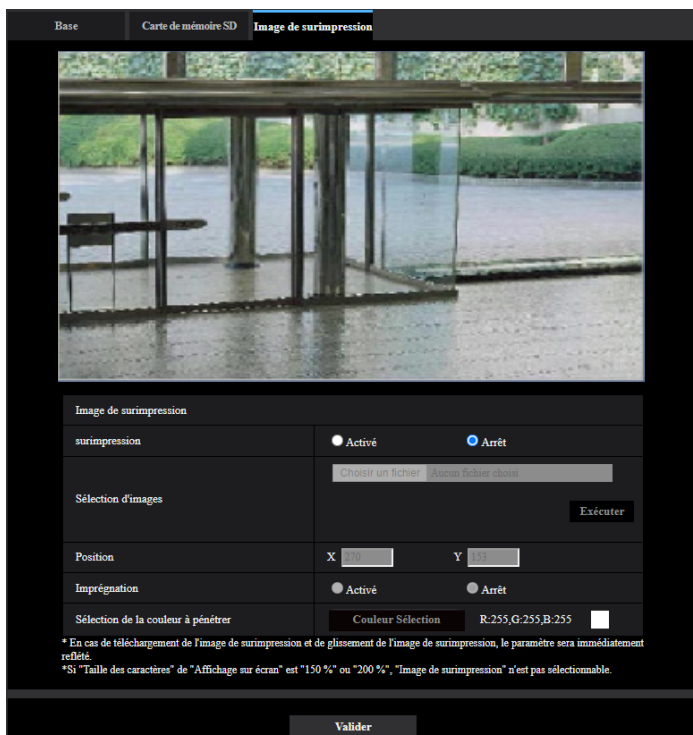 Base Carte de mémoire SD Image de surimpression
Image de surimpression
surimpression Activé Arrêt
Choisir un fichier Aucun fichier choisi
Sélection d'images
Exécuter
Position X 270 Y 153
Imprégnation Activé Arrêt
Sélection de la couleur à pénétrer Couleur Sélection R:255,G:255,B:255
* En cas de téléchargement de l'image de surimpression et de glissement de l'image de surimpression, le paramètre sera immédiatement
reflété.
*Si "Taille des caractères" de "Affichage sur écran" est "150 %" ou "200 %", "Image de surimpression" n'est pas sélectionnable.
Valider